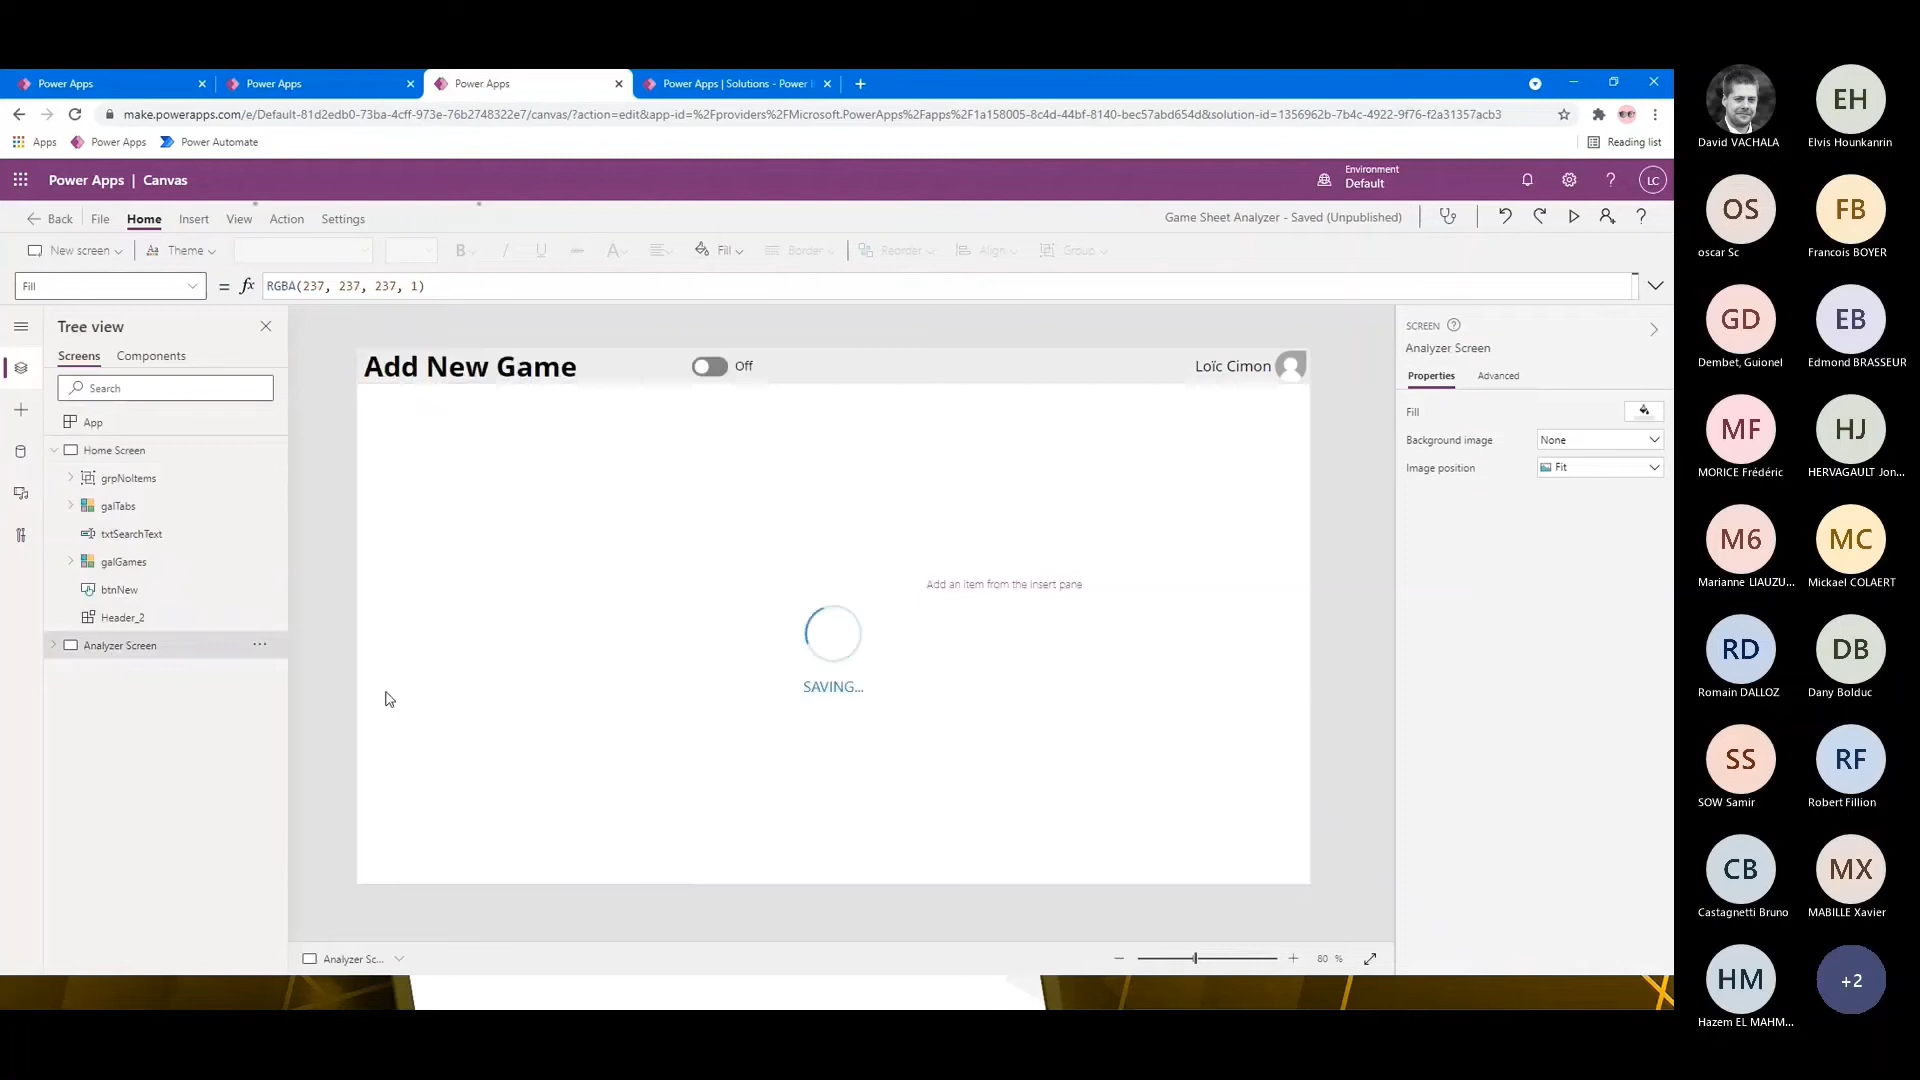 Power Apps
Power Apps
Power Apps
Power Apps | Solutions - Power
make.powerapps.com/e/Default-81d2edb0-73ba-4cff-973e-76b2748322e7/canvas/?action=edit&app-id=%2Fproviders%2FMicrosoft.PowerApps%2Fapps%2F1a158005-8c4d-44bf-8140-bec57abd654d&solution-id=1356962b-7b4c-4922-9f76-f2a31357acb3
Apps Power Apps Power Automate Reading list
Power Apps | Canvas
Environment
Default
LC
Back File Home Insert View Action Settings
Game Sheet Analyzer - Saved (Unpublished)
New screen Theme B I U A Fill Border Reorder Align Group
Fill = fx RGBA(237, 237, 237, 1)
Tree view
Screens Components
Search
App
Home Screen
grpNoItems
galTabs
txtSearchText
galGames
btnNew
Header_2
Analyzer Screen
Add New Game
Off
Loïc Cimon
Add an item from the insert pane
SAVING...
Analyzer Sc...
80 %
SCREEN
Analyzer Screen
Properties Advanced
Fill
Background image None
Image position Fit
David VACHALA
EH
Elvis Hounkanrin
OS
oscar Sc
FB
Francois BOYER
GD
Dembet, Guionel
EB
Edmond BRASSEUR
MF
MORICE Frédéric
HJ
HERVAGAULT Jon...
M6
Marianne LIAUZU...
MC
Mickael COLAERT
RD
Romain DALLOZ
DB
Dany Bolduc
SS
SOW Samir
RF
Robert Fillion
CB
Castagnetti Bruno
MX
MABILLE Xavier
HM
Hazem EL MAHM...
+2